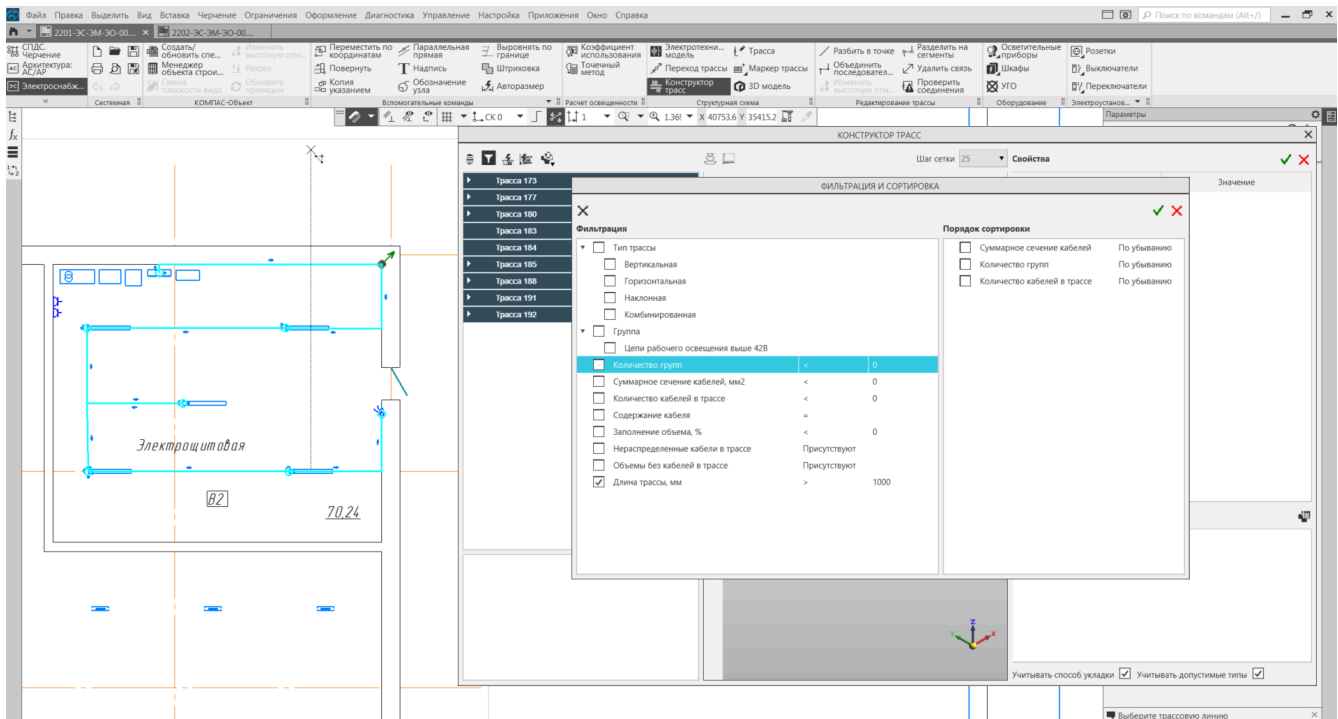 Файл Правка Выделить Вид Вставка Черчение Ограничения Оформление Диагностика Управление Настройка Приложения Окно Справка
Поиск по командам (Alt+/)
2201-ЭС-ЭМ-ЭО-00....
2202-ЭС-ЭМ-ЭО-00....
СПДС. Черчение
Архитектура: АС/АР
Электроснабж...
Создать/ обновить спе...
Менеджер объекта строи...
Смена плоскости вида
Изменить высотную отм...
Разрез
Обновить проекции
Переместить по координатам
Повернуть
Копия указанием
Параллельная прямая
Надпись
Обозначение узла
Выровнять по границе
Штриховка
Авторазмер
Коэффициент использования
Точечный метод
Электротехни... модель
Переход трассы
Конструктор трасс
Трасса
Маркер трассы
3D модель
Разбить в точке
Объединить последовател...
Изменить высотную отм...
Разделить на сегменты
Удалить связь
Проверить соединения
Осветительные приборы
Шкафы
УГО
Розетки
Выключатели
Переключатели
Системная
КОМПАС-Объект
Вспомогательные команды
Расчет освещенности
Структурная схема
Редактирование трассы
Оборудование
Электроустанов...
СК 0
1
1.36!
X 40753.6 Y 35415.2
Параметры
КОНСТРУКТОР ТРАСС
Шаг сетки 25
Свойства
Значение
Трасса 173
Трасса 177
Трасса 180
Трасса 183
Трасса 184
Трасса 185
Трасса 188
Трасса 191
Трасса 192
ФИЛЬТРАЦИЯ И СОРТИРОВКА
Фильтрация
Тип трассы
Вертикальная
Горизонтальная
Наклонная
Комбинированная
Группа
Цепи рабочего освещения выше 42В
Количество групп < 0
Суммарное сечение кабелей, мм2 < 0
Количество кабелей в трассе < 0
Содержание кабеля =
Заполнение объема, % < 0
Нераспределенные кабели в трассе Присутствуют
Объемы без кабелей в трассе Присутствуют
Длина трассы, мм > 1000
Порядок сортировки
Суммарное сечение кабелей По убыванию
Количество групп По убыванию
Количество кабелей в трассе По убыванию
Электрощитовая
В2
70,24
Z
Y
X
Учитывать способ укладки
Учитывать допустимые типы
Выберите трассовую линию